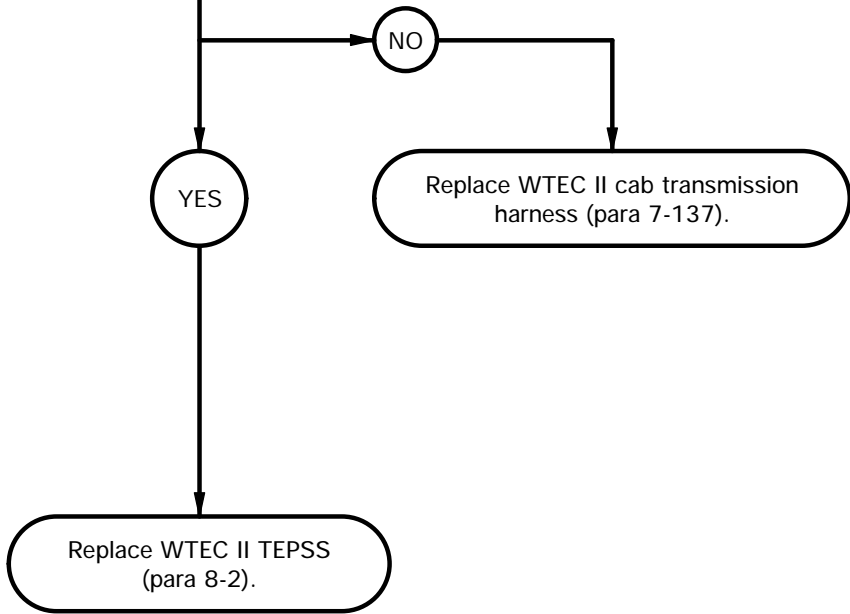 NO
YES
Replace WTEC II cab transmission
harness (para 7-137).
Replace WTEC II TEPSS
(para 8-2).